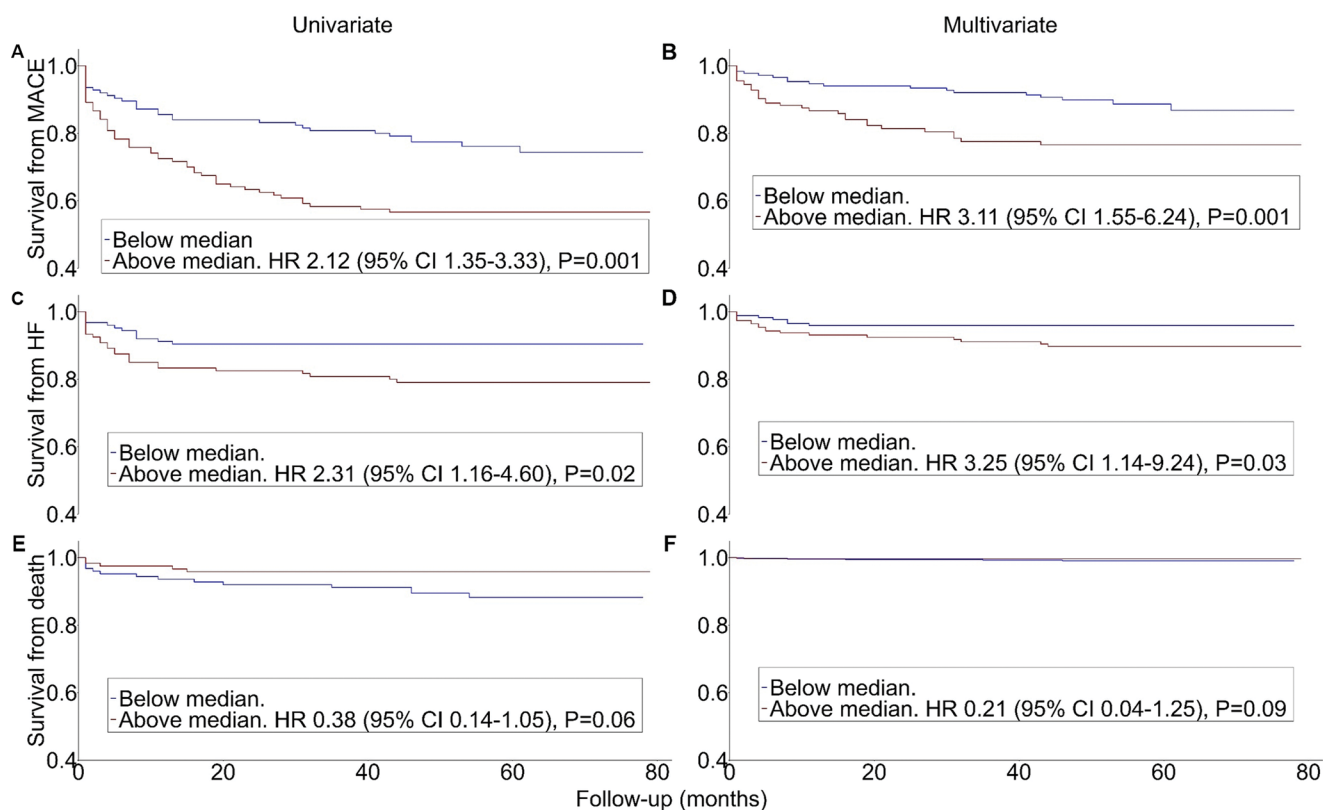 Univariate
Multivariate
A
B
Survival from MACE
1.0
0.8
0.6
0.4
Below median
Above median. HR 2.12 (95% CI 1.35-3.33), P=0.001
1.0
0.8
0.6
0.4
Below median.
Above median. HR 3.11 (95% CI 1.55-6.24), P=0.001
C
D
Survival from HF
1.0
0.8
0.6
0.4
Below median.
Above median. HR 2.31 (95% CI 1.16-4.60), P=0.02
1.0
0.8
0.6
0.4
Below median.
Above median. HR 3.25 (95% CI 1.14-9.24), P=0.03
E
F
Survival from death
1.0
0.8
0.6
0.4
Below median.
Above median. HR 0.38 (95% CI 0.14-1.05), P=0.06
0 20 40 60 80
1.0
0.8
0.6
0.4
Below median.
Above median. HR 0.21 (95% CI 0.04-1.25), P=0.09
0 20 40 60 80
Follow-up (months)